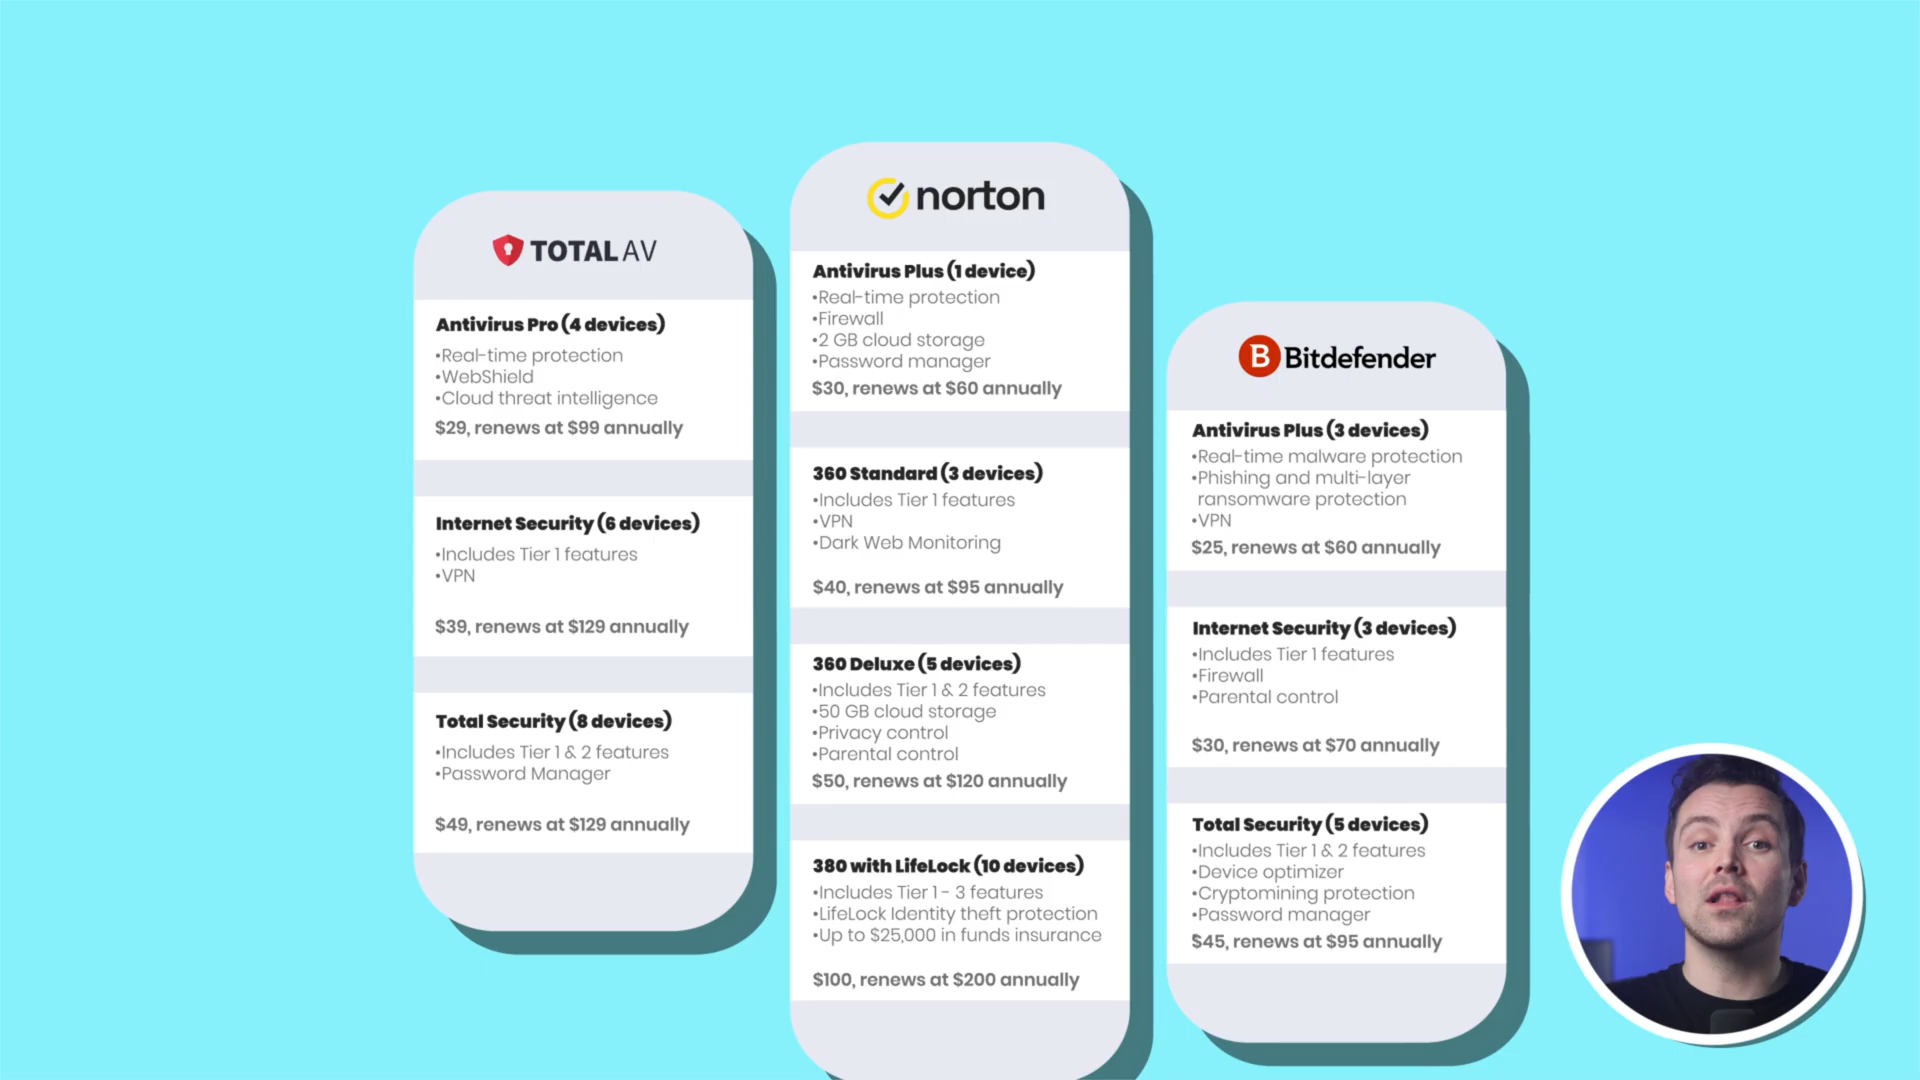 TOTAL AV
Antivirus Pro (4 devices)
•Real-time protection
•WebShield
•Cloud threat intelligence
$29, renews at $99 annually
Internet Security (6 devices)
•Includes Tier 1 features
•VPN
$39, renews at $129 annually
Total Security (8 devices)
•Includes Tier 1 & 2 features
•Password Manager
$49, renews at $129 annually
norton
Antivirus Plus (1 device)
•Real-time protection
•Firewall
•2 GB cloud storage
•Password manager
$30, renews at $60 annually
360 Standard (3 devices)
•Includes Tier 1 features
•VPN
•Dark Web Monitoring
$40, renews at $95 annually
360 Deluxe (5 devices)
•Includes Tier 1 & 2 features
•50 GB cloud storage
•Privacy control
•Parental control
$50, renews at $120 annually
380 with LifeLock (10 devices)
•Includes Tier 1 - 3 features
•LifeLock Identity theft protection
•Up to $25,000 in funds insurance
$100, renews at $200 annually
B Bitdefender
Antivirus Plus (3 devices)
•Real-time malware protection
•Phishing and multi-layer
ransomware protection
•VPN
$25, renews at $60 annually
Internet Security (3 devices)
•Includes Tier 1 features
•Firewall
•Parental control
$30, renews at $70 annually
Total Security (5 devices)
•Includes Tier 1 & 2 features
•Device optimizer
•Cryptomining protection
•Password manager
$45, renews at $95 annually